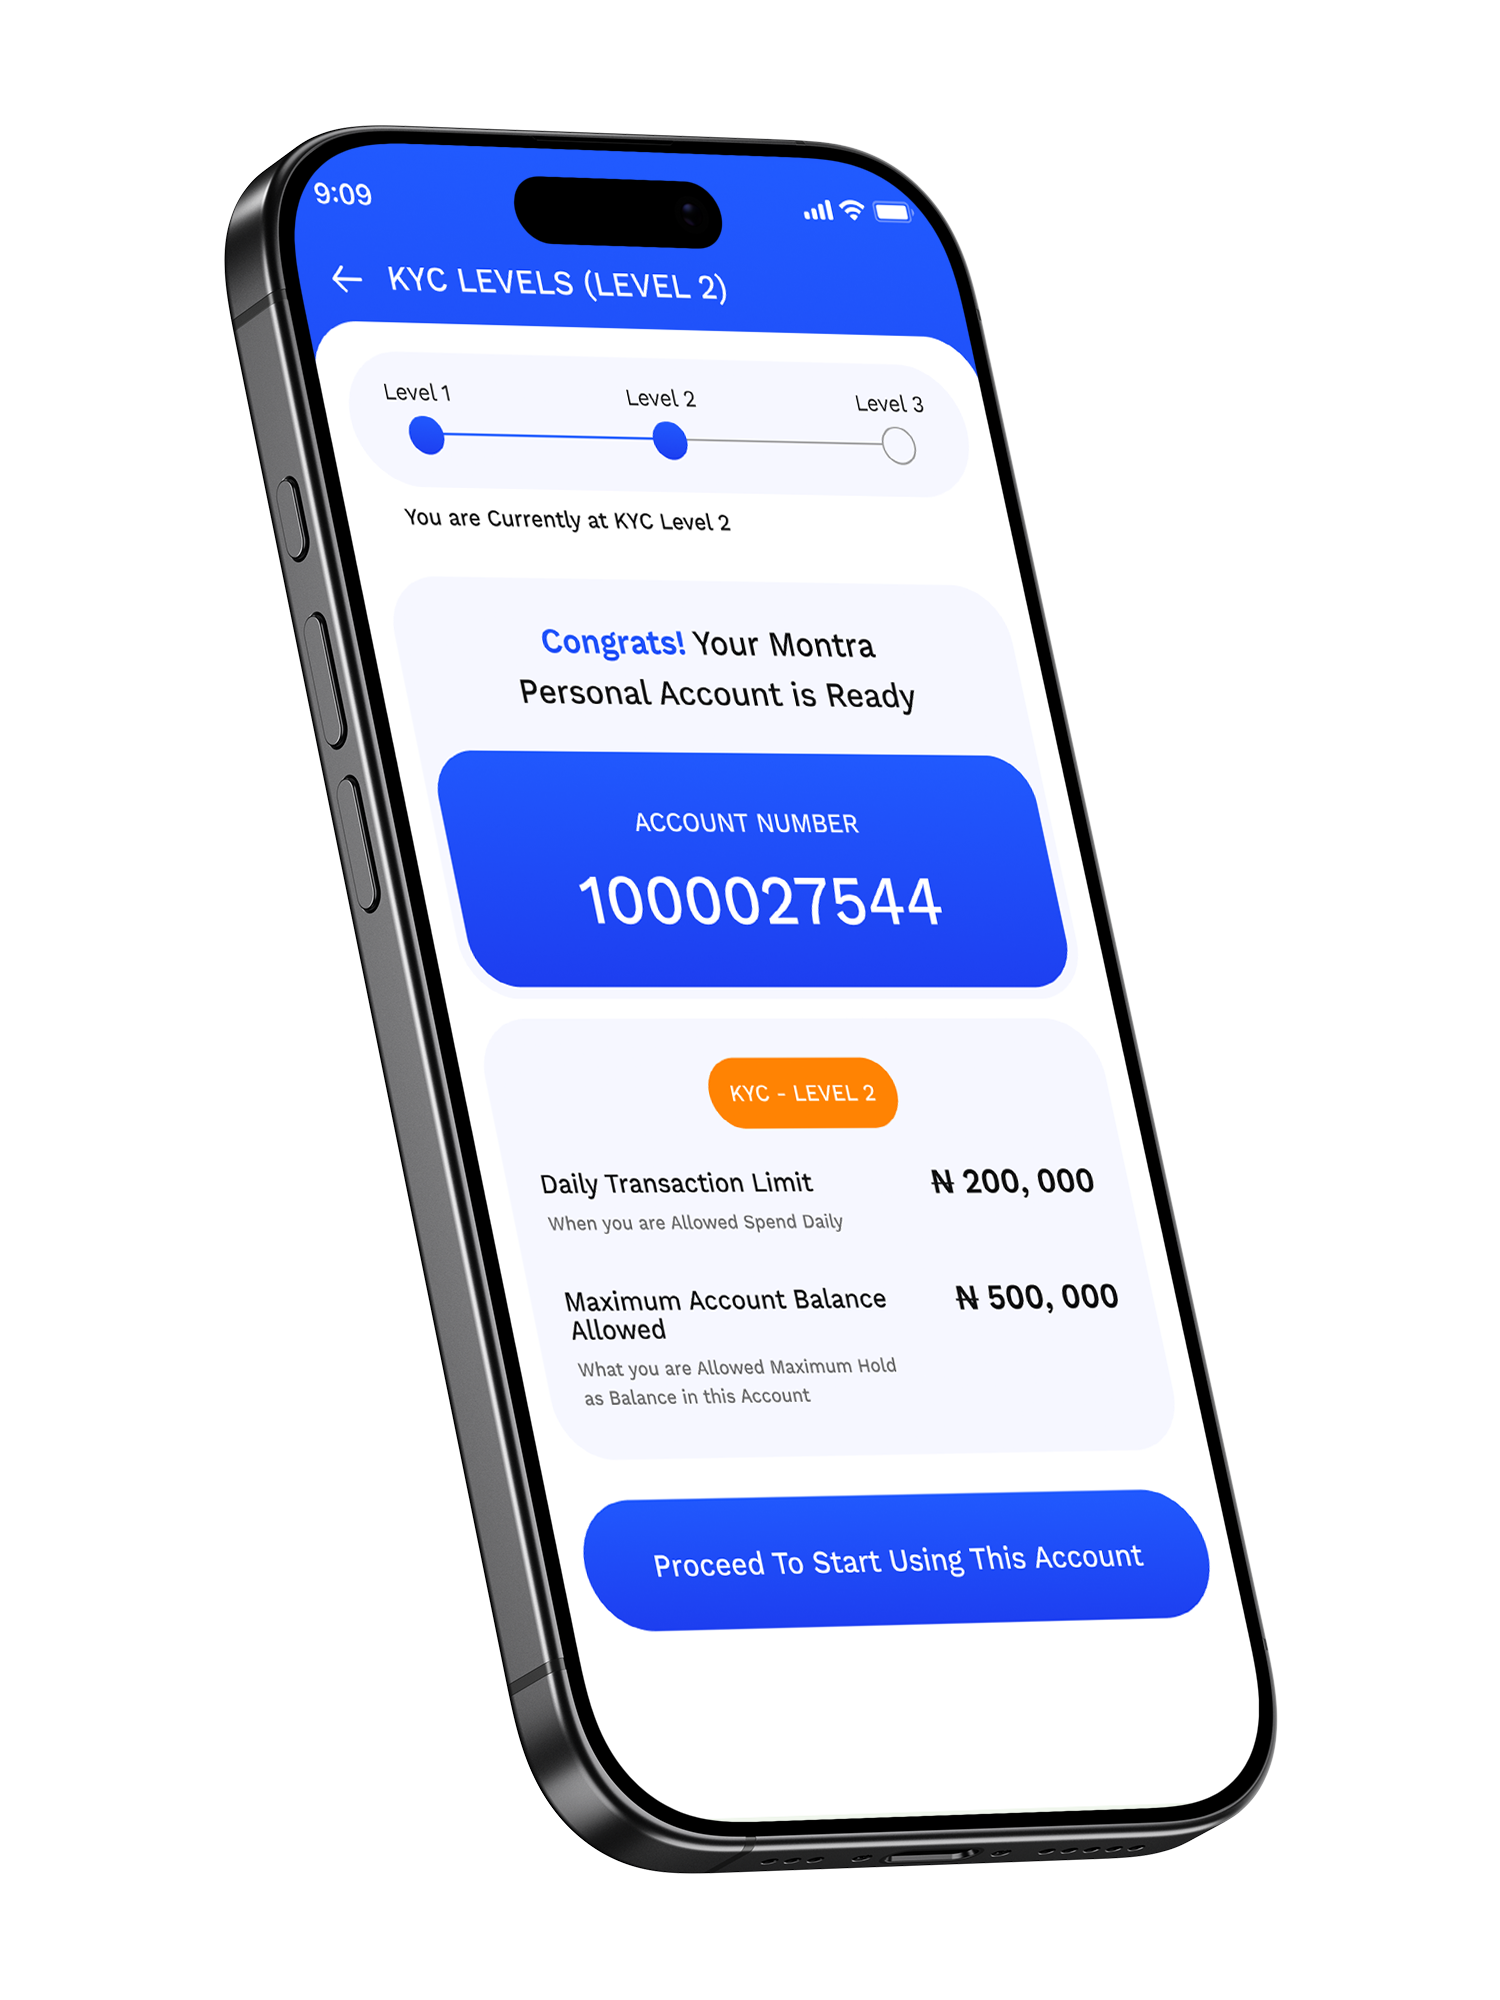 9:09
KYC LEVELS (LEVEL 2)
Level 1
Level 2
Level 3
You are Currently at KYC Level 2
Congrats! Your Montra
Personal Account is Ready
ACCOUNT NUMBER
1000027544
KYC - LEVEL 2
Daily Transaction Limit
₦ 200, 000
When you are Allowed Spend Daily
Maximum Account Balance
Allowed
₦ 500, 000
What you are Allowed Maximum Hold
as Balance in this Account
Proceed To Start Using This Account